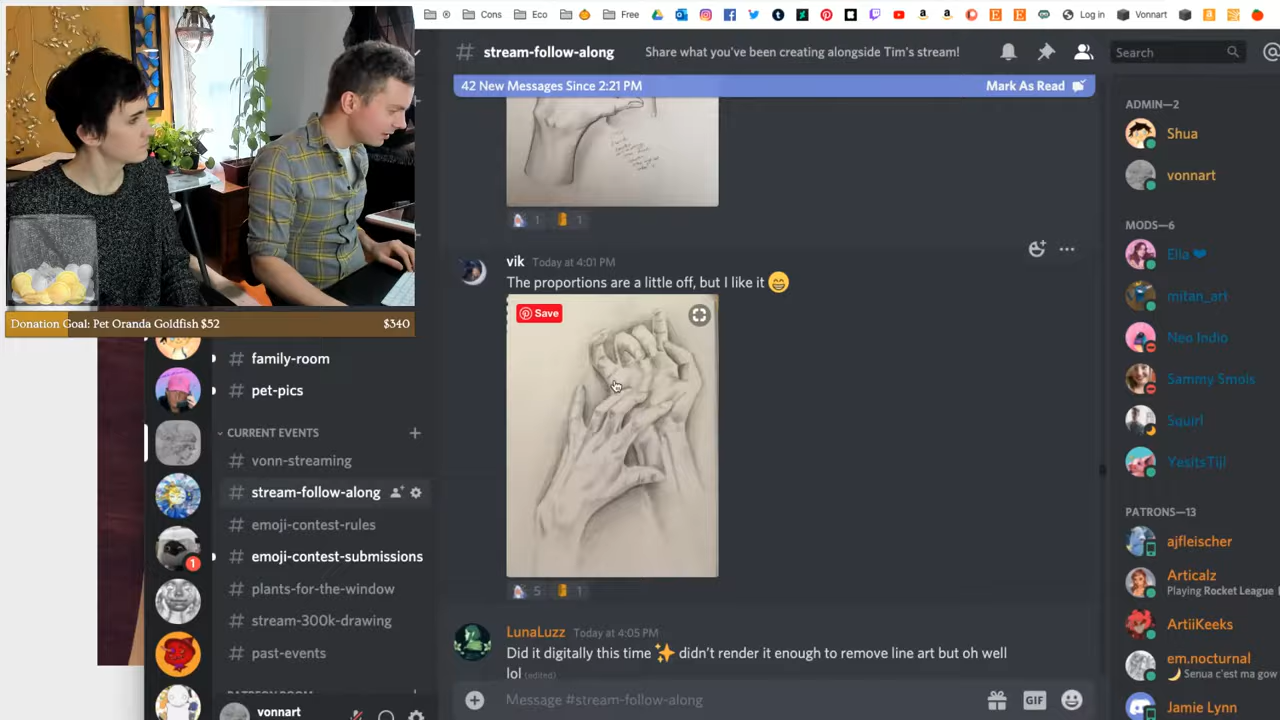 Cons
Eco
Free
Log in
Vonnart
# stream-follow-along
Share what you've been creating alongside Tim's stream!
Search
42 New Messages Since 2:21 PM
Mark As Read
1 1
vik Today at 4:01 PM
The proportions are a little off, but I like it
Save
5 1
LunaLuzz Today at 4:05 PM
Did it digitally this time ✨ didn't render it enough to remove line art but oh well
lol (edited)
Message #stream-follow-along
GIF
Donation Goal: Pet Oranda Goldfish $52
$340
# family-room
# pet-pics
CURRENT EVENTS
# vonn-streaming
# stream-follow-along
# emoji-contest-rules
# emoji-contest-submissions
# plants-for-the-window
# stream-300k-drawing
# past-events
PATREON ROOM
1
vonnart
ADMIN—2
Shua
vonnart
MODS—6
Ella
mitan_art
Neo Indio
Sammy Smols
Squirl
YesitsTiji
PATRONS—13
ajfleischer
Articalz
Playing Rocket League
ArtiiKeeks
em.nocturnal
Senua c'est ma gow
Jamie Lynn